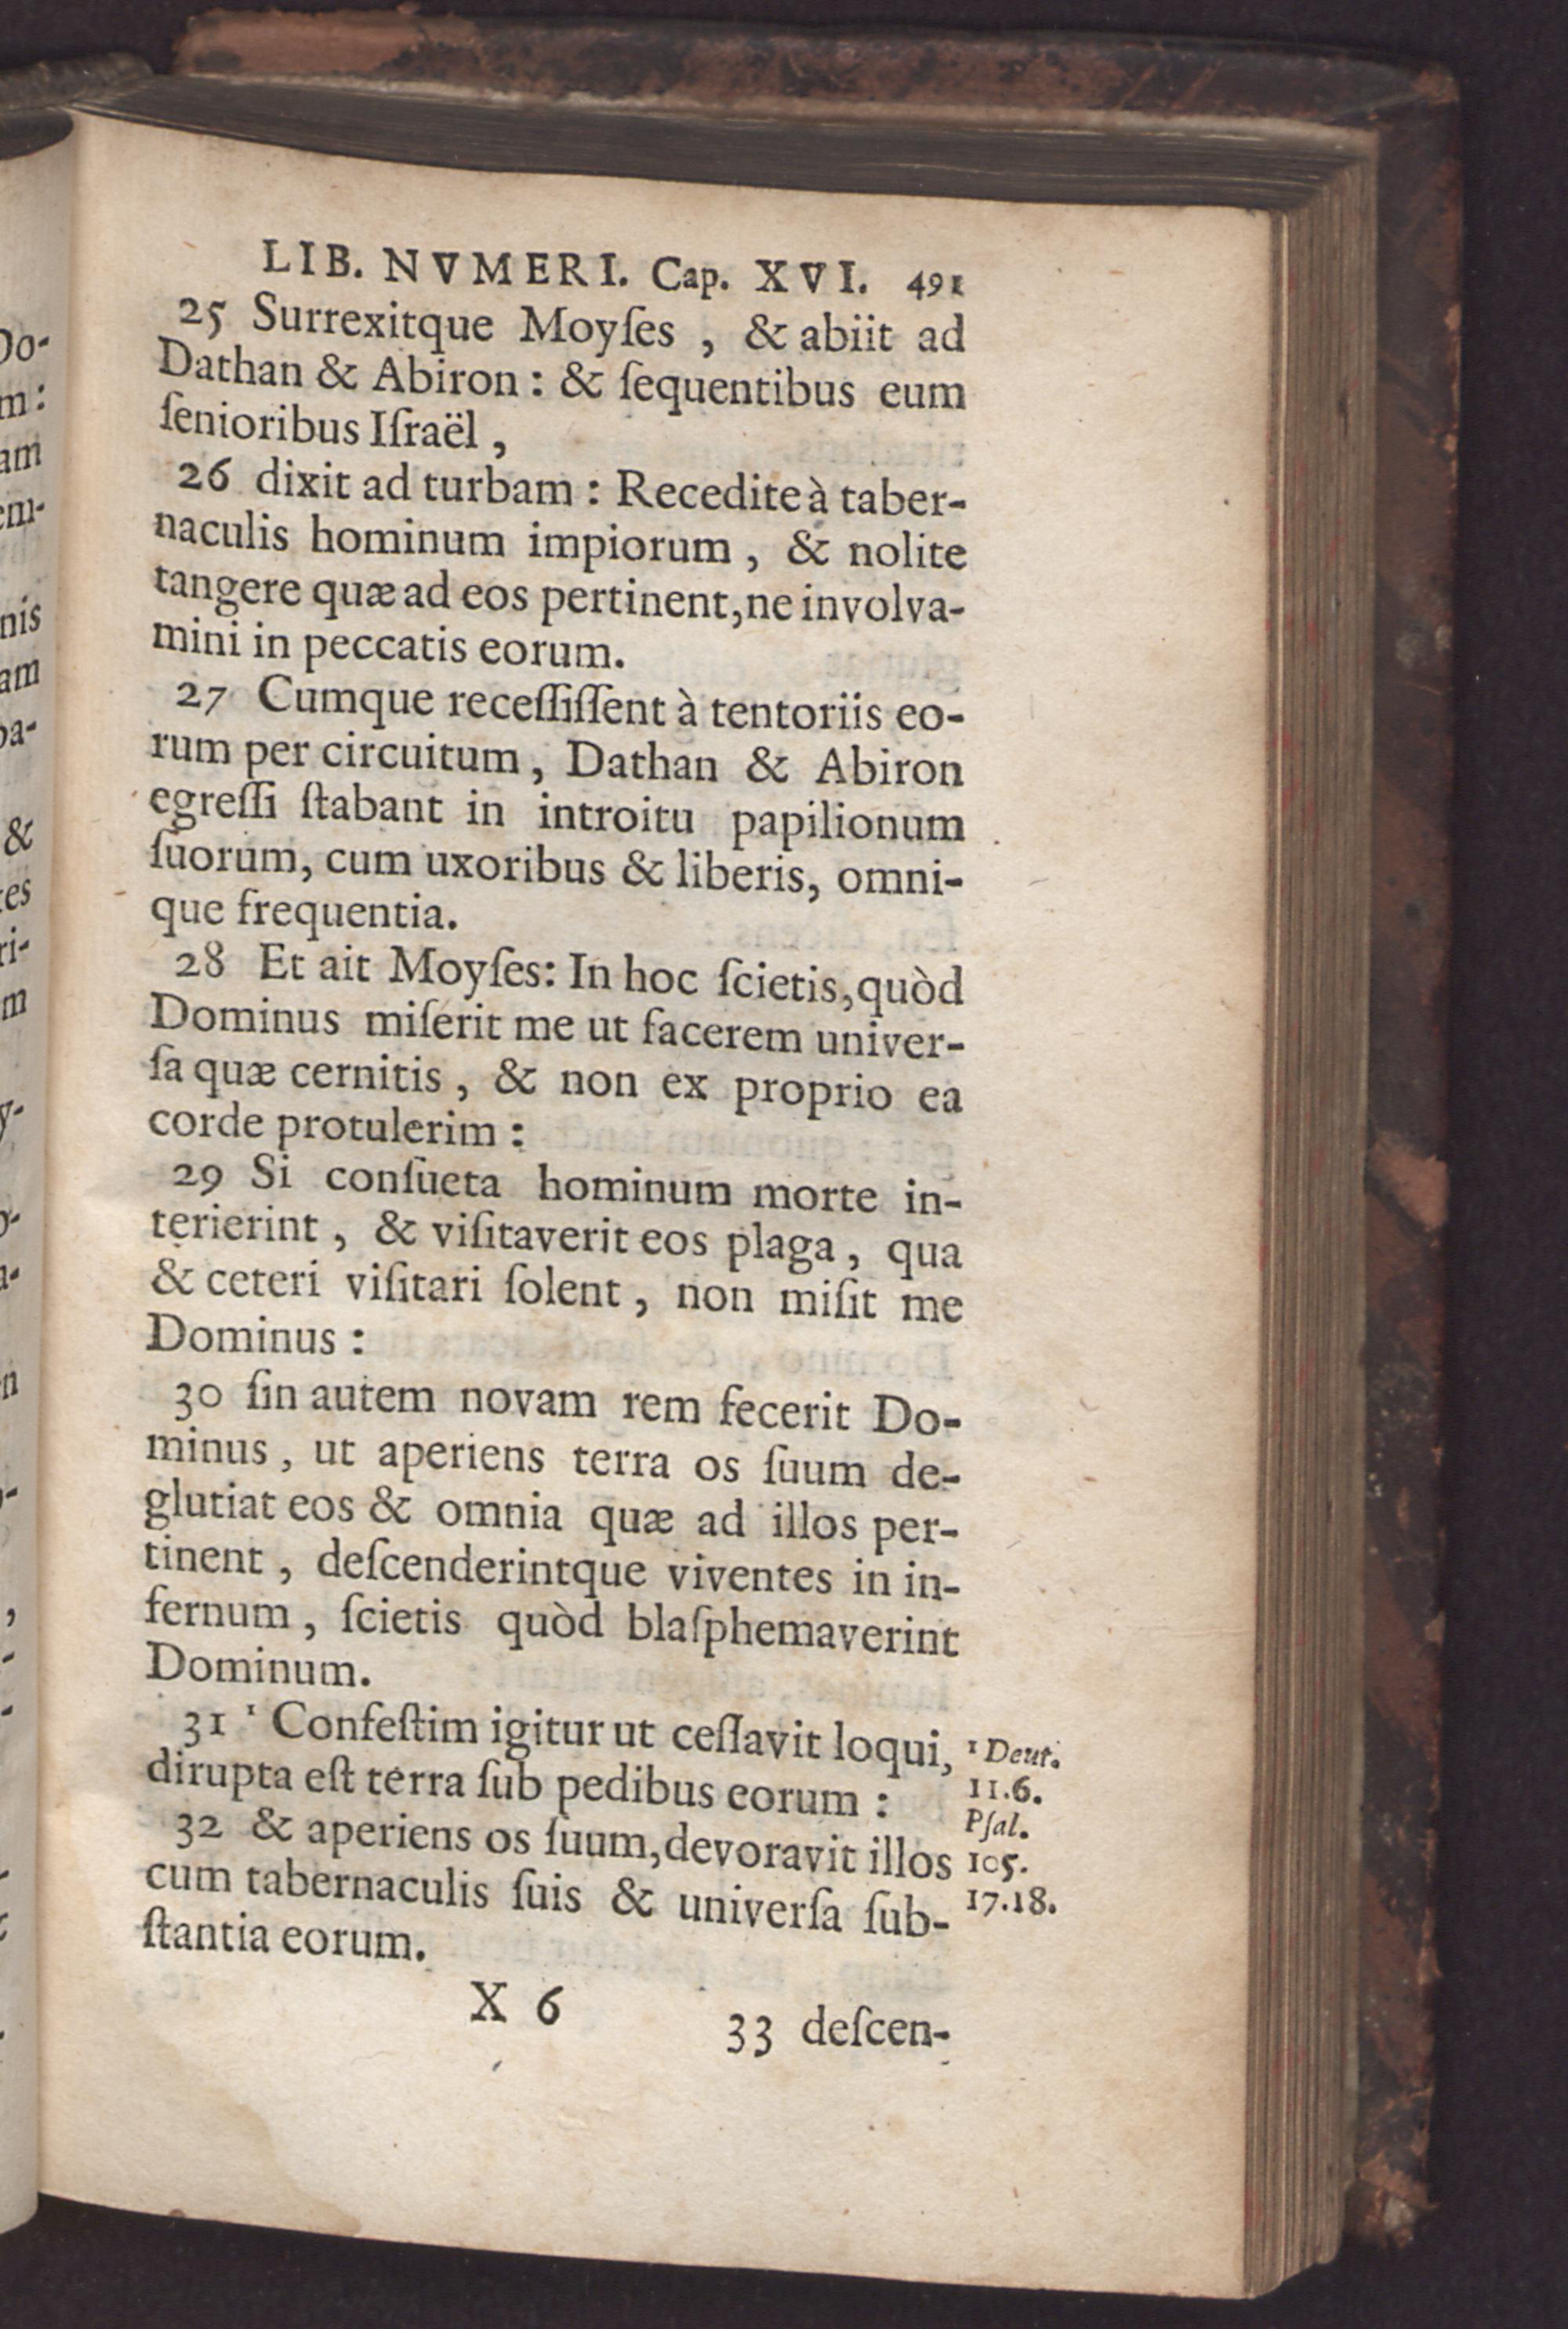 LIB. NVMERI. Cap. XVI. 491
25 Surrexitque Moyſes , & abiit ad
Dathan & Abiron : & ſequentibus eum
ſenioribus Iſraël ,
26 dixit ad turbam : Recedite à taber-
naculis hominum impiorum , & nolite
tangere quæ ad eos pertinent, ne involva-
mini in peccatis eorum.
27 Cumque receſſiſſent à tentoriis eo-
rum per circuitum , Dathan & Abiron
egreſſi ſtabant in introitu papilionum
ſuorum, cum uxoribus & liberis, omni-
que frequentia.
28 Et ait Moyſes: In hoc ſcietis, quòd
Dominus miſerit me ut facerem univer-
ſa quæ cernitis , & non ex proprio ea
corde protulerim :
29 Si conſueta hominum morte in-
terierint , & viſitaverit eos plaga , qua
& ceteri viſitari ſolent , non miſit me
Dominus :
30 ſin autem novam rem fecerit Do-
minus , ut aperiens terra os ſuum de-
glutiat eos & omnia quæ ad illos per-
tinent , deſcenderintque viventes in in-
fernum , ſcietis quòd blaſphemaverint
Dominum.
31 ¹ Confeſtim igitur ut ceſſavit loqui,
dirupta eſt terra ſub pedibus eorum :
32 & aperiens os ſuum, devoravit illos
cum tabernaculis ſuis & univerſa ſub-
ſtantia eorum.
¹ Deut.
11.6.
Pſal.
105.
17.18.
X 6
33 deſcen-
Do-
m:
am
em-
nis
am
pa-
&
tes
ri-
m
y-